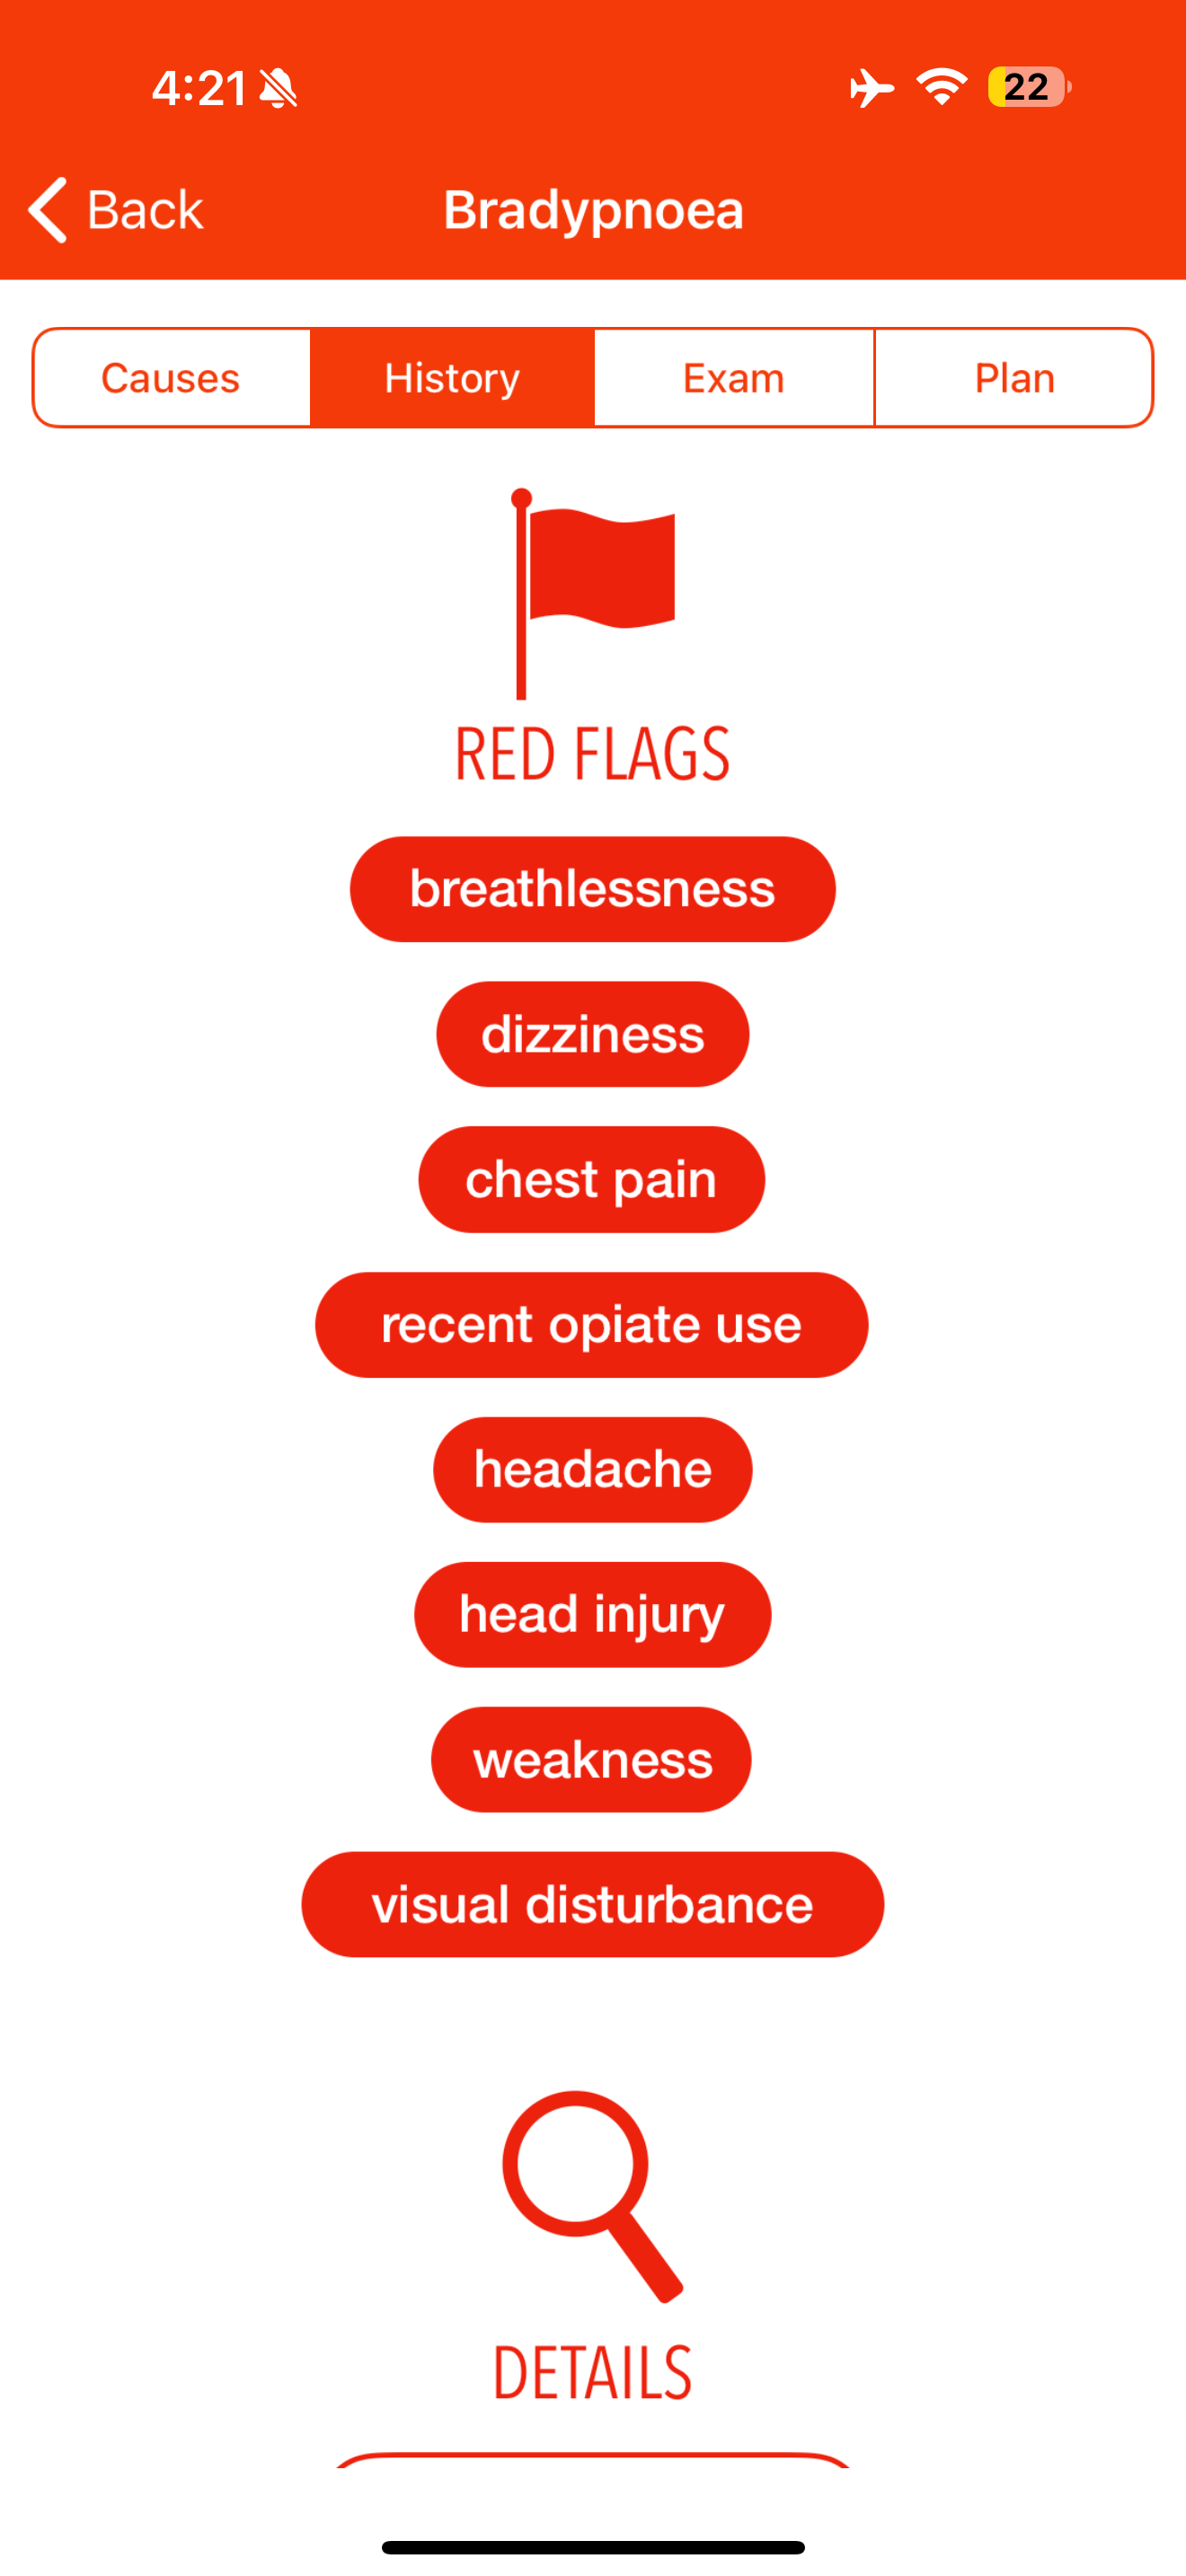 4:21
22
Back
Bradypnoea
Causes History Exam Plan
RED FLAGS
breathlessness
dizziness
chest pain
recent opiate use
headache
head injury
weakness
visual disturbance
DETAILS